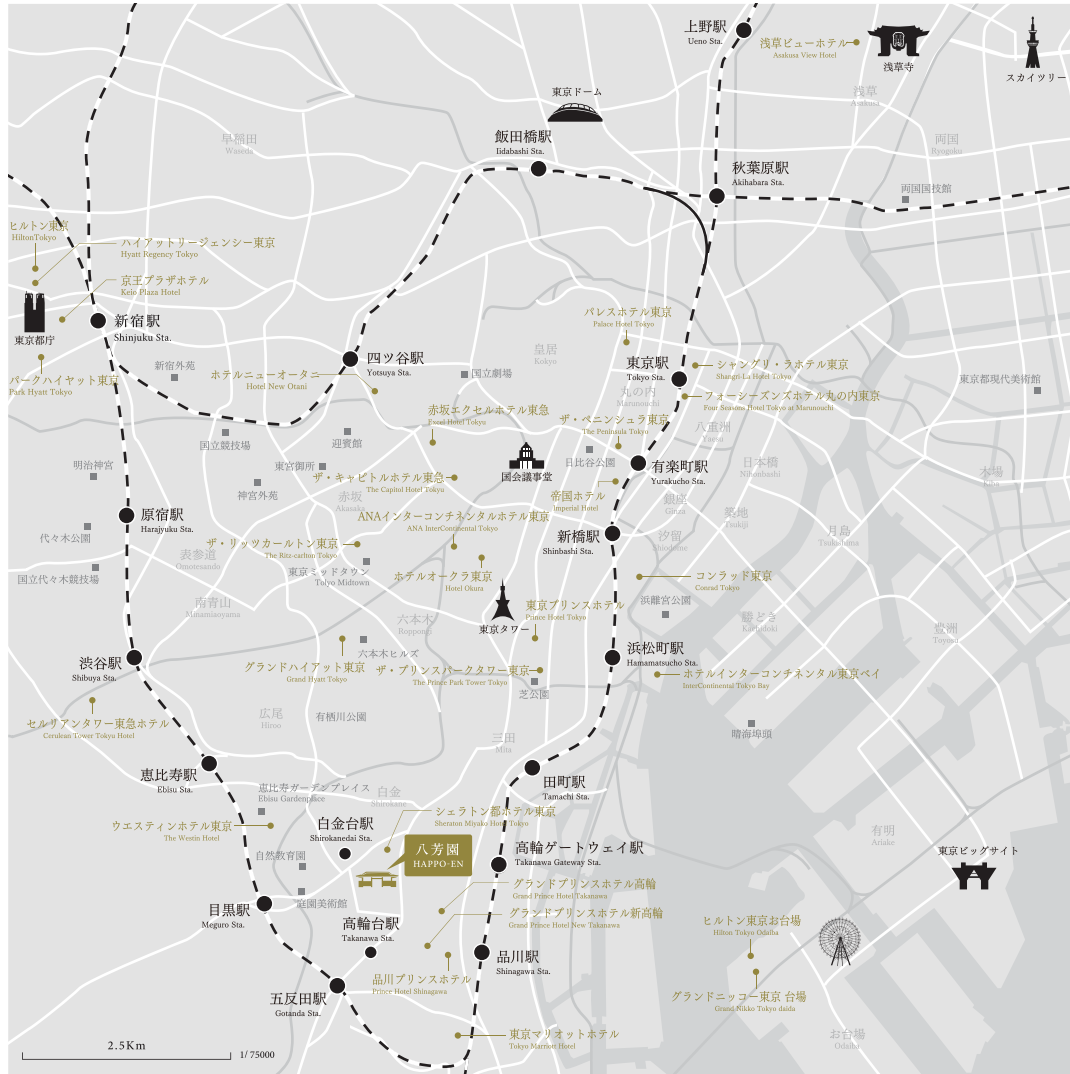 上野駅
Ueno Sta.
浅草ビューホテル
Asakusa View Hotel
浅草寺
スカイツリー
東京ドーム
浅草
Asakusa
飯田橋駅
Iidabashi Sta.
早稲田
Waseda
両国
Ryogoku
秋葉原駅
Akihabara Sta.
両国国技館
ヒルトン東京
HiltonTokyo
ハイアットリージェンシー東京
Hyatt Regency Tokyo
京王プラザホテル
Keio Plaza Hotel
新宿駅
Shinjuku Sta.
東京都庁
パークハイヤット東京
Park Hyatt Tokyo
新宿外苑
四ツ谷駅
Yotsuya Sta.
ホテルニューオータニ
Hotel New Otani
国立劇場
皇居
Kokyo
パレスホテル東京
Palace Hotel Tokyo
東京駅
Tokyo Sta.
丸の内
Marunouchi
シャングリ・ラホテル東京
Shangri-La Hotel Tokyo
フォーシーズンズホテル丸の内東京
Four Seasons Hotel Tokyo at Marunouchi
東京都現代美術館
赤坂エクセルホテル東急
Excel Hotel Tokyu
ザ・ペニンシュラ東京
The Peninsula Tokyo
八重洲
Yaesu
国立競技場
迎賓館
日比谷公園
日本橋
Nihonbashi
明治神宮
東宮御所
国会議事堂
有楽町駅
Yurakucho Sta.
木場
Kiba
神宮外苑
ザ・キャピトルホテル東急
The Capitol Hotel Tokyu
赤坂
Akasaka
帝国ホテル
Imperial Hotel
銀座
Ginza
築地
Tsukiji
原宿駅
Harajyuku Sta.
ANAインターコンチネンタルホテル東京
ANA InterContinental Tokyo
新橋駅
Shinbashi Sta.
汐留
Shiodome
月島
Tsukishima
代々木公園
表参道
Omotesando
ザ・リッツカールトン東京
The Ritz-carlton Tokyo
東京ミッドタウン
Tolyo Midtown
国立代々木競技場
ホテルオークラ東京
Hotel Okura
コンラッド東京
Conrad Tokyo
南青山
Minamiaoyama
東京タワー
東京プリンスホテル
Prince Hotel Tokyo
浜離宮公園
勝どき
Kachidoki
六本木
Roppongi
豊洲
Toyosu
渋谷駅
Shibuya Sta.
六本木ヒルズ
グランドハイアット東京
Grand Hyatt Tokyo
ザ・プリンスパークタワー東京
The Prince Park Tower Tokyo
浜松町駅
Hamamatsucho Sta.
ホテルインターコンチネンタル東京ベイ
InterContinental Tokyo Bay
芝公園
セルリアンタワー東急ホテル
Cerulean Tower Tokyu Hotel
広尾
Hiroo
有栖川公園
三田
Mita
晴海埠頭
恵比寿駅
Ebisu Sta.
田町駅
Tamachi Sta.
恵比寿ガーデンプレイス
Ebisu Gardenplace
白金
Shirokane
シェラトン都ホテル東京
Sheraton Miyako Hotel Tokyo
ウエスティンホテル東京
The Westin Hotel
白金台駅
Shirokanedai Sta.
八芳園
HAPPO-EN
高輪ゲートウェイ駅
Takanawa Gateway Sta.
有明
Ariake
東京ビッグサイト
自然教育園
庭園美術館
グランドプリンスホテル高輪
Grand Prince Hotel Takanawa
目黒駅
Meguro Sta.
高輪台駅
Takanawa Sta.
グランドプリンスホテル新高輪
Grand Prince Hotel New Takanawa
ヒルトン東京お台場
Hilton Tokyo Odaiba
品川駅
Shinagawa Sta.
品川プリンスホテル
Prince Hotel Shinagawa
五反田駅
Gotanda Sta.
グランドニッコー東京 台場
Grand Nikko Tokyo daida
東京マリオットホテル
Tokyo Marriott Hotel
お台場
Odaiba
2.5Km
1/ 75000